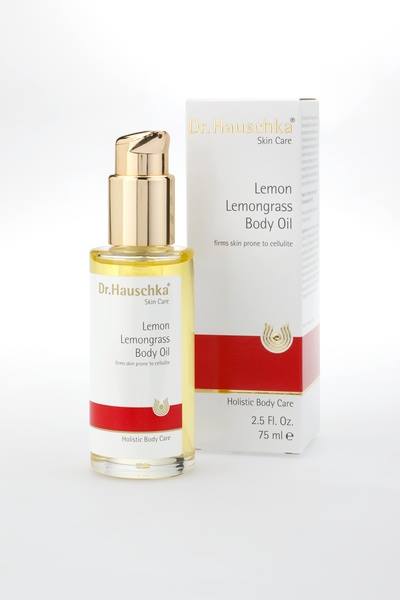 Dr.Hauschka®
Skin Care
Lemon
Lemongrass
Body Oil
firms skin prone to cellulite
Holistic Body Care
Dr.Hauschka®
Skin Care
Lemon
Lemongrass
Body Oil
firms skin prone to cellulite
Holistic Body Care
2.5 Fl. Oz.
75 ml ℮